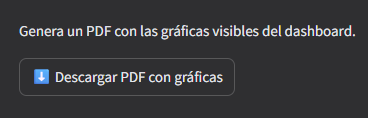 Genera un PDF con las gráficas visibles del dashboard.
⬇️ Descargar PDF con gráficas